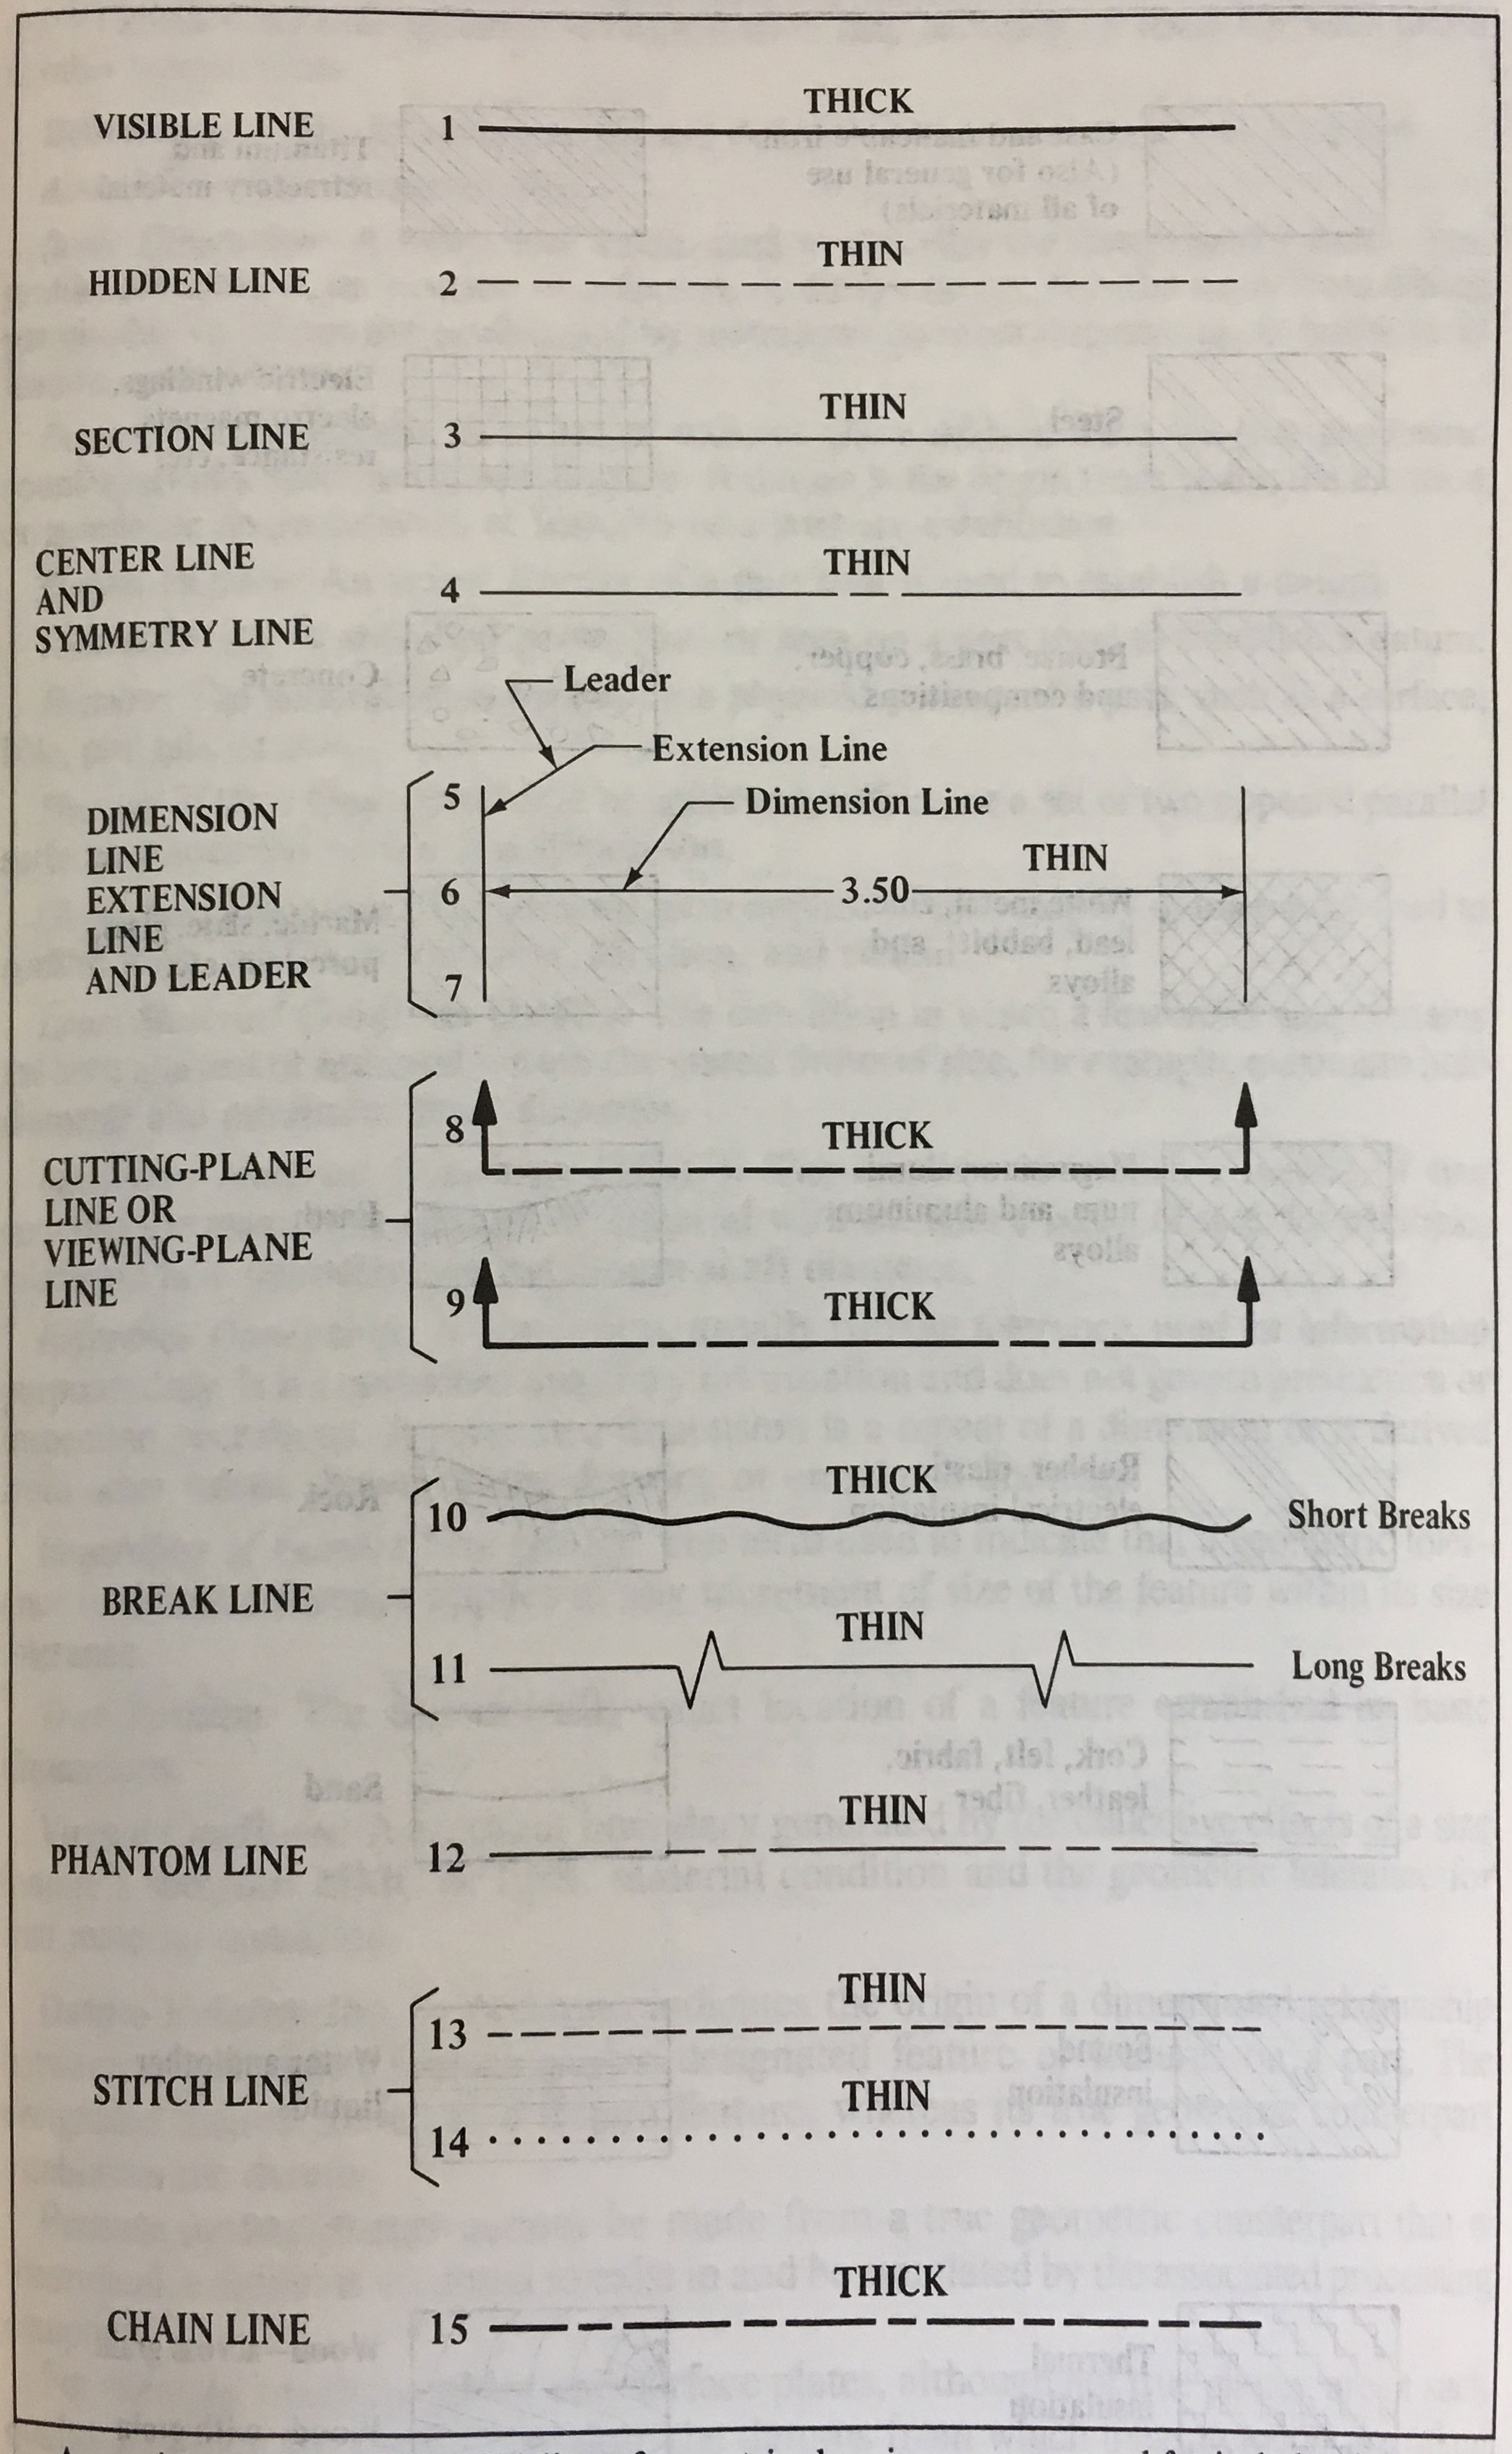 THICK
VISIBLE LINE 1
THIN
HIDDEN LINE 2
THIN
SECTION LINE 3
CENTER LINE
AND
SYMMETRY LINE
THIN
4
Leader
Extension Line
Dimension Line
DIMENSION
LINE
EXTENSION
LINE
AND LEADER
5
THIN
6 3.50
7
CUTTING-PLANE
LINE OR
VIEWING-PLANE
LINE
8 THICK
9 THICK
BREAK LINE
THICK
10 Short Breaks
THIN
11 Long Breaks
THIN
PHANTOM LINE 12
STITCH LINE
THIN
13
THIN
14
THICK
CHAIN LINE 15